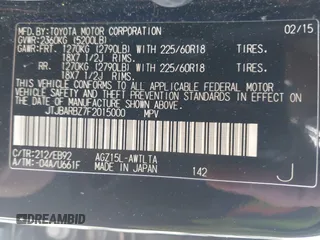 MFD.BY:TOYOTA MOTOR CORPORATION 02/15
GVWR:2360KG (5200LB)
GAWR:FRT. 1270KG (2790LB) WITH 225/60R18 TIRES.
18X7 1/2J RIMS.
RR. 1270KG (2790LB) WITH 225/60R18 TIRES.
18X7 1/2J RIMS.
THIS VEHICLE CONFORMS TO ALL APPLICABLE FEDERAL MOTOR VEHICLE SAFETY AND THEFT PREVENTION STANDARDS IN EFFECT ON THE DATE OF MANUFACTURE SHOWN ABOVE.
JTJBARBZ7F2015000 MPV
C/TR:212/EB92 AGZ15L-AWTLTA
A/TM:-04A/U661F MADE IN JAPAN 142 J